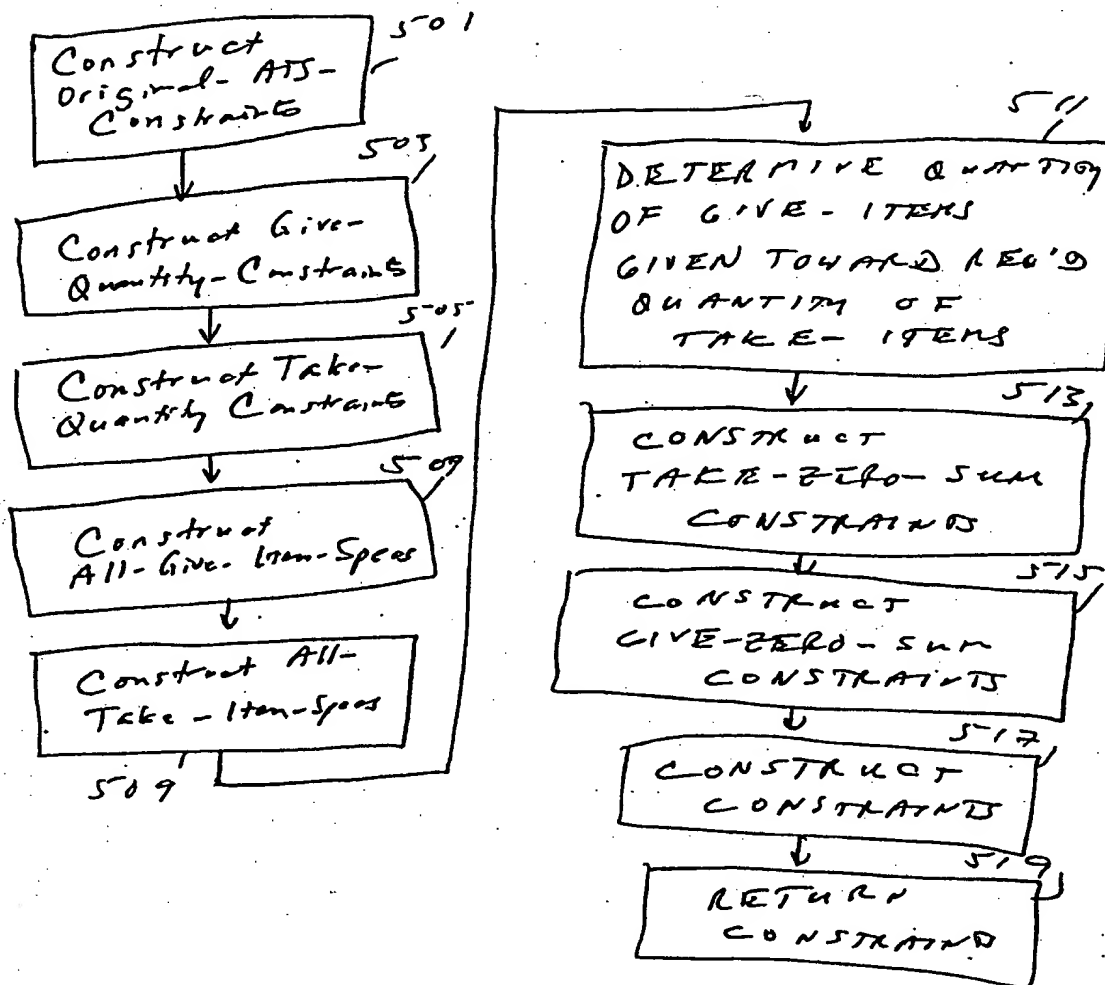 501
Construct
Original-ATS-
Constraints
503
Construct Give-
Quantity-Constraints
505
Construct Take-
Quantity Constraints
509
Construct
All-Give-Item-Specs
Construct All-
Take-Item-Specs
509
511
DETERMINE QUANTITY
OF GIVE-ITEMS
GIVEN TOWARD REQ'D
QUANTITY OF
TAKE-ITEMS
513
CONSTRUCT
TAKE-ZERO-SUM
CONSTRAINTS
515
CONSTRUCT
GIVE-ZERO-SUM
CONSTRAINTS
517
CONSTRUCT
CONSTRAINTS
519
RETURN
CONSTRAINTS